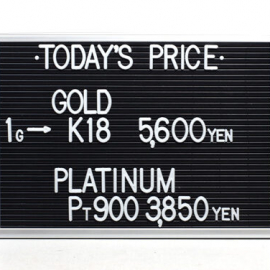 ·TODAY'S PRICE·
GOLD
1G→ K18 5,600YEN
PLATINUM
PT900 3,850YEN